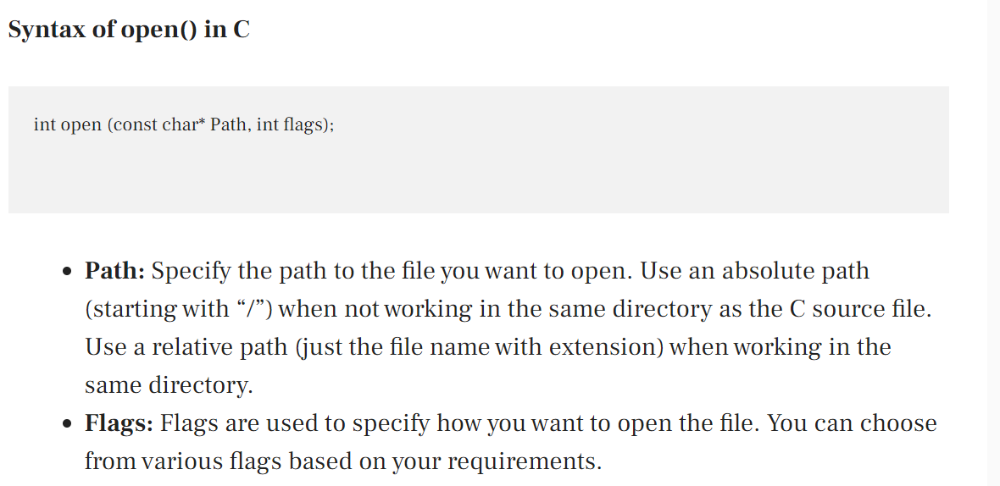 Syntax of open() in C
int open (const char* Path, int flags);
• Path: Specify the path to the file you want to open. Use an absolute path
(starting with “/”) when not working in the same directory as the C source file.
Use a relative path (just the file name with extension) when working in the
same directory.
• Flags: Flags are used to specify how you want to open the file. You can choose
from various flags based on your requirements.